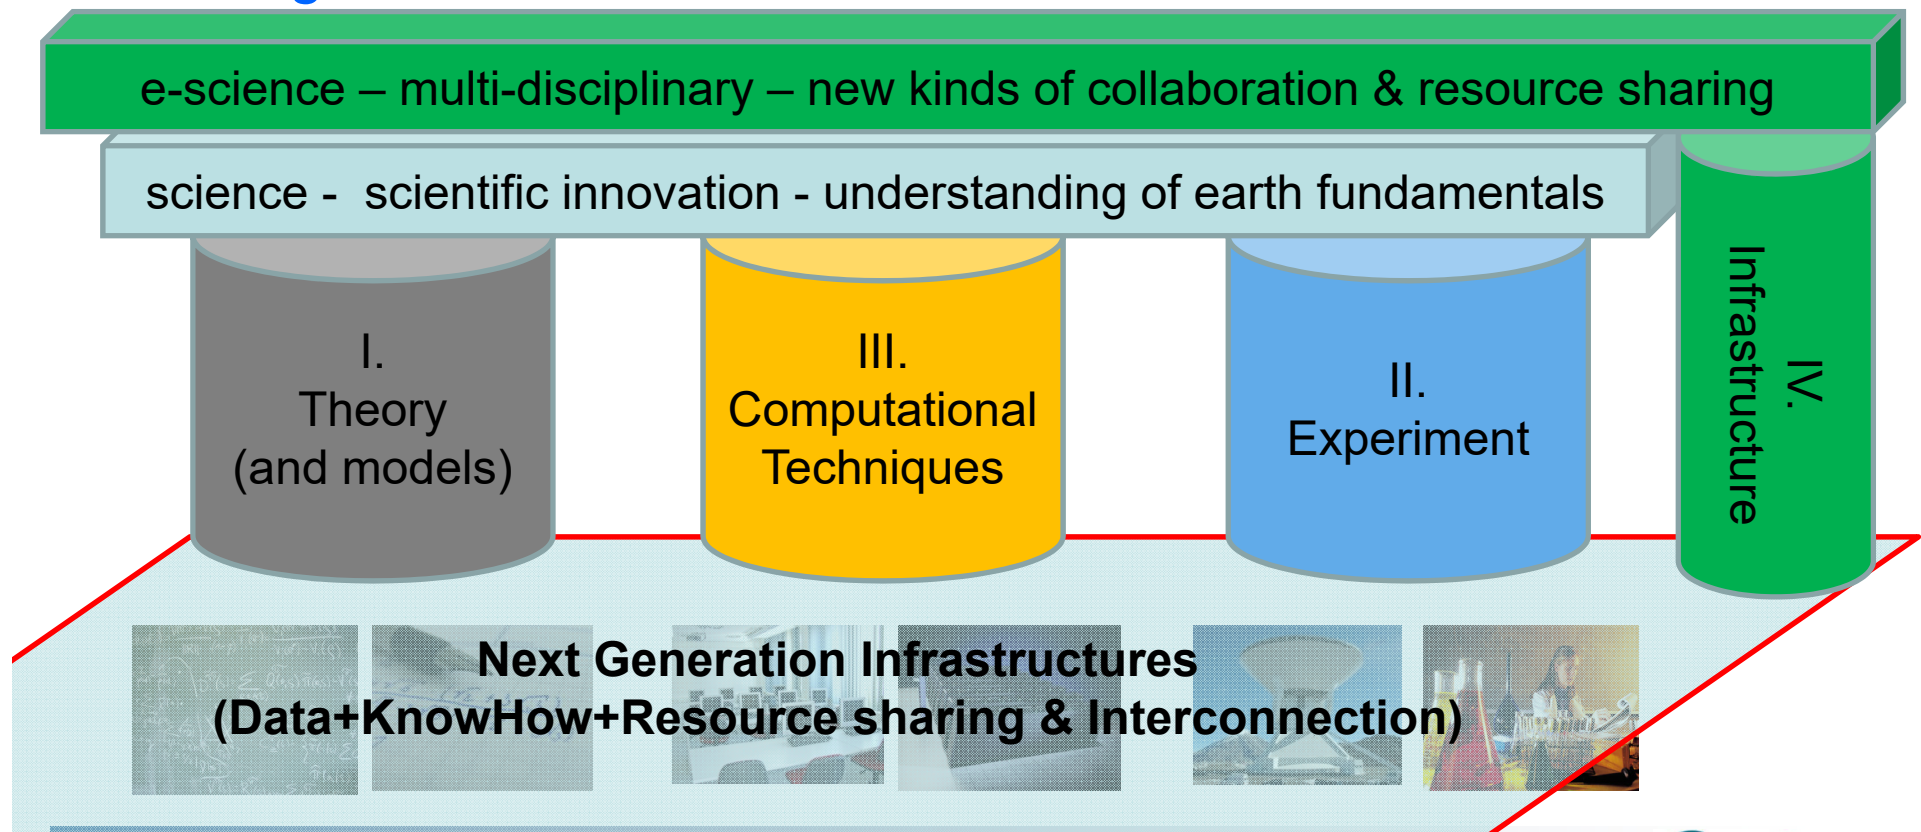 e-science – multi-disciplinary – new kinds of collaboration & resource sharing
science - scientific innovation - understanding of earth fundamentals
I.
Theory
(and models)
III.
Computational
Techniques
II.
Experiment
IV.
Infrastructure
Next Generation Infrastructures
(Data+KnowHow+Resource sharing & Interconnection)